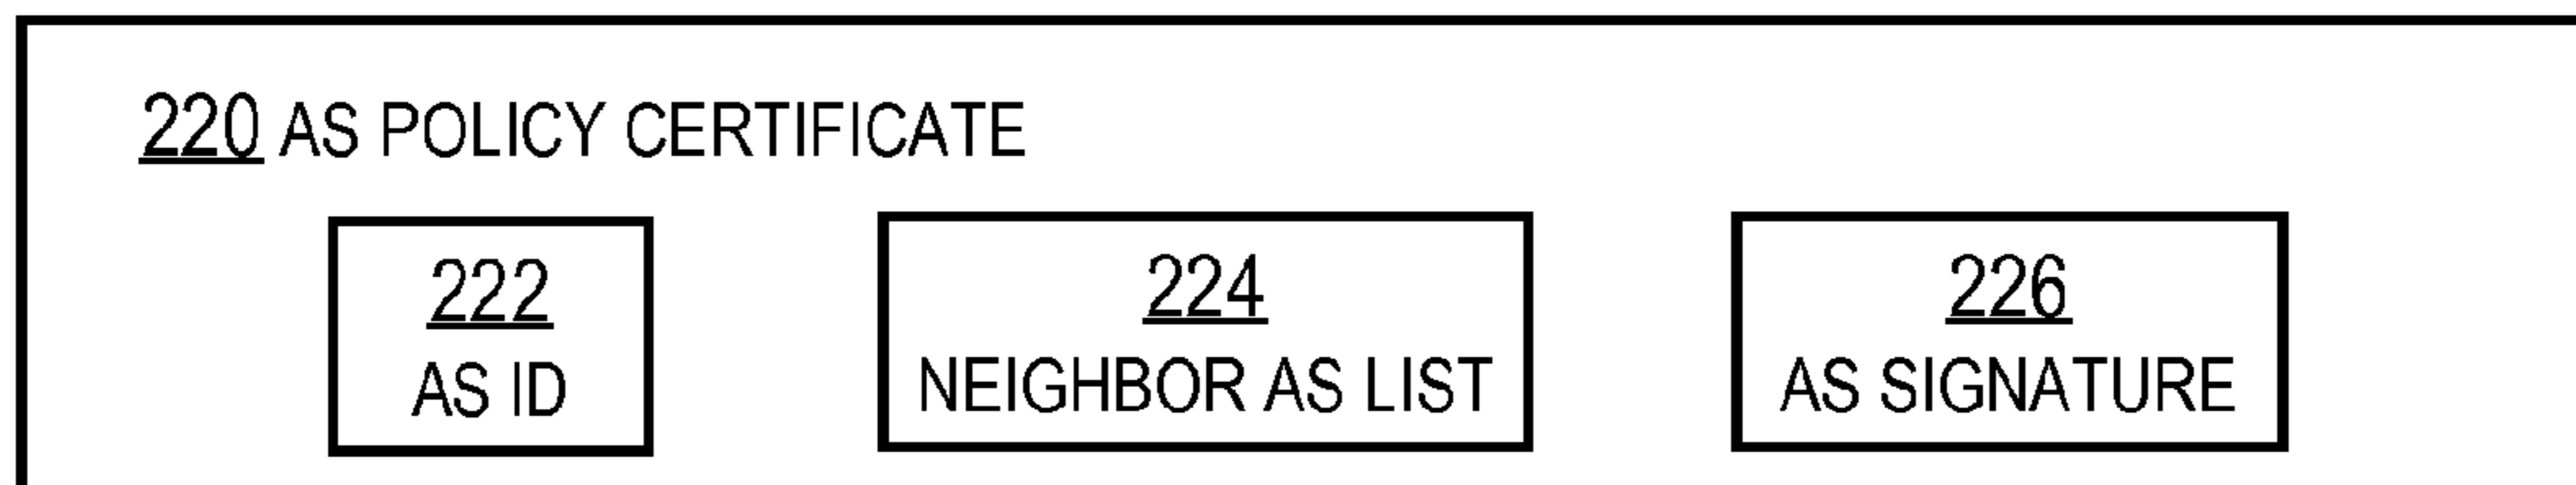 220 AS POLICY CERTIFICATE
222
AS ID
224
NEIGHBOR AS LIST
226
AS SIGNATURE